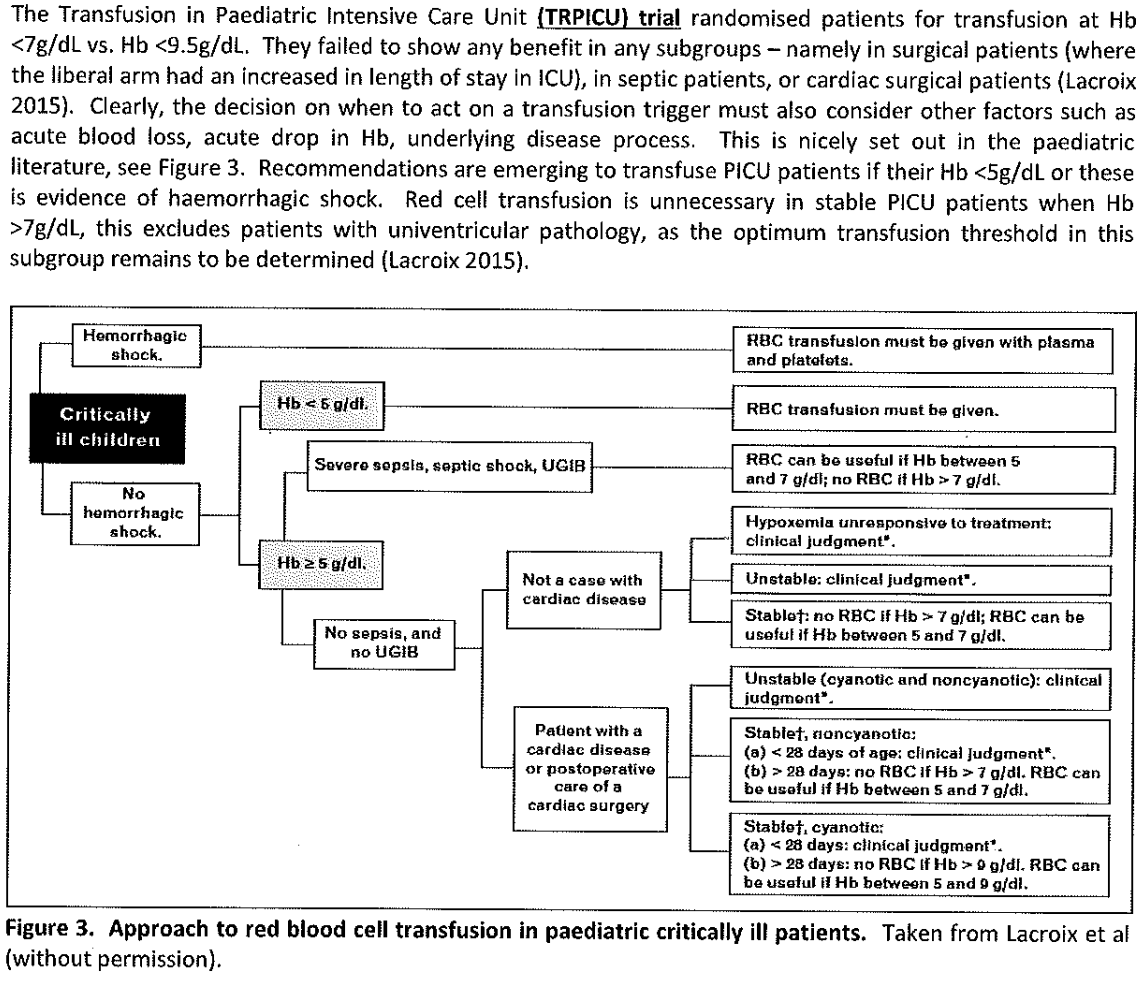 The Transfusion in Paediatric Intensive Care Unit (TRPICU) trial randomised patients for transfusion at Hb
<7g/dL vs. Hb <9.5g/dL. They failed to show any benefit in any subgroups – namely in surgical patients (where
the liberal arm had an increased in length of stay in ICU), in septic patients, or cardiac surgical patients (Lacroix
2015). Clearly, the decision on when to act on a transfusion trigger must also consider other factors such as
acute blood loss, acute drop in Hb, underlying disease process. This is nicely set out in the paediatric
literature, see Figure 3. Recommendations are emerging to transfuse PICU patients if their Hb <5g/dL or these
is evidence of haemorrhagic shock. Red cell transfusion is unnecessary in stable PICU patients when Hb
>7g/dL, this excludes patients with univentricular pathology, as the optimum transfusion threshold in this
subgroup remains to be determined (Lacroix 2015).
Hemorrhagic
shock.
RBC transfusion must be given with plasma
and platelets.
Critically
ill children
Hb < 5 g/dl.
RBC transfusion must be given.
Severe sepsis, septic shock, UGIB
RBC can be useful if Hb between 5
and 7 g/dl; no RBC if Hb > 7 g/dl.
No
hemorrhagic
shock.
Hb ≥ 5 g/dl.
Not a case with
cardiac disease
Hypoxemia unresponsive to treatment:
clinical judgment*.
Unstable: clinical judgment*.
Stable†: no RBC if Hb > 7 g/dl; RBC can be
useful if Hb between 5 and 7 g/dl.
No sepsis, and
no UGIB
Patient with a
cardiac disease
or postoperative
care of a
cardiac surgery
Unstable (cyanotic and noncyanotic): clinical
judgment*.
Stable†, noncyanotic:
(a) < 28 days of age: clinical judgment*.
(b) > 28 days: no RBC if Hb > 7 g/dl. RBC can
be useful if Hb between 5 and 7 g/dl.
Stable†, cyanotic:
(a) < 28 days: clinical judgment*.
(b) > 28 days: no RBC if Hb > 9 g/dl. RBC can
be useful if Hb between 5 and 9 g/dl.
Figure 3. Approach to red blood cell transfusion in paediatric critically ill patients. Taken from Lacroix et al
(without permission).